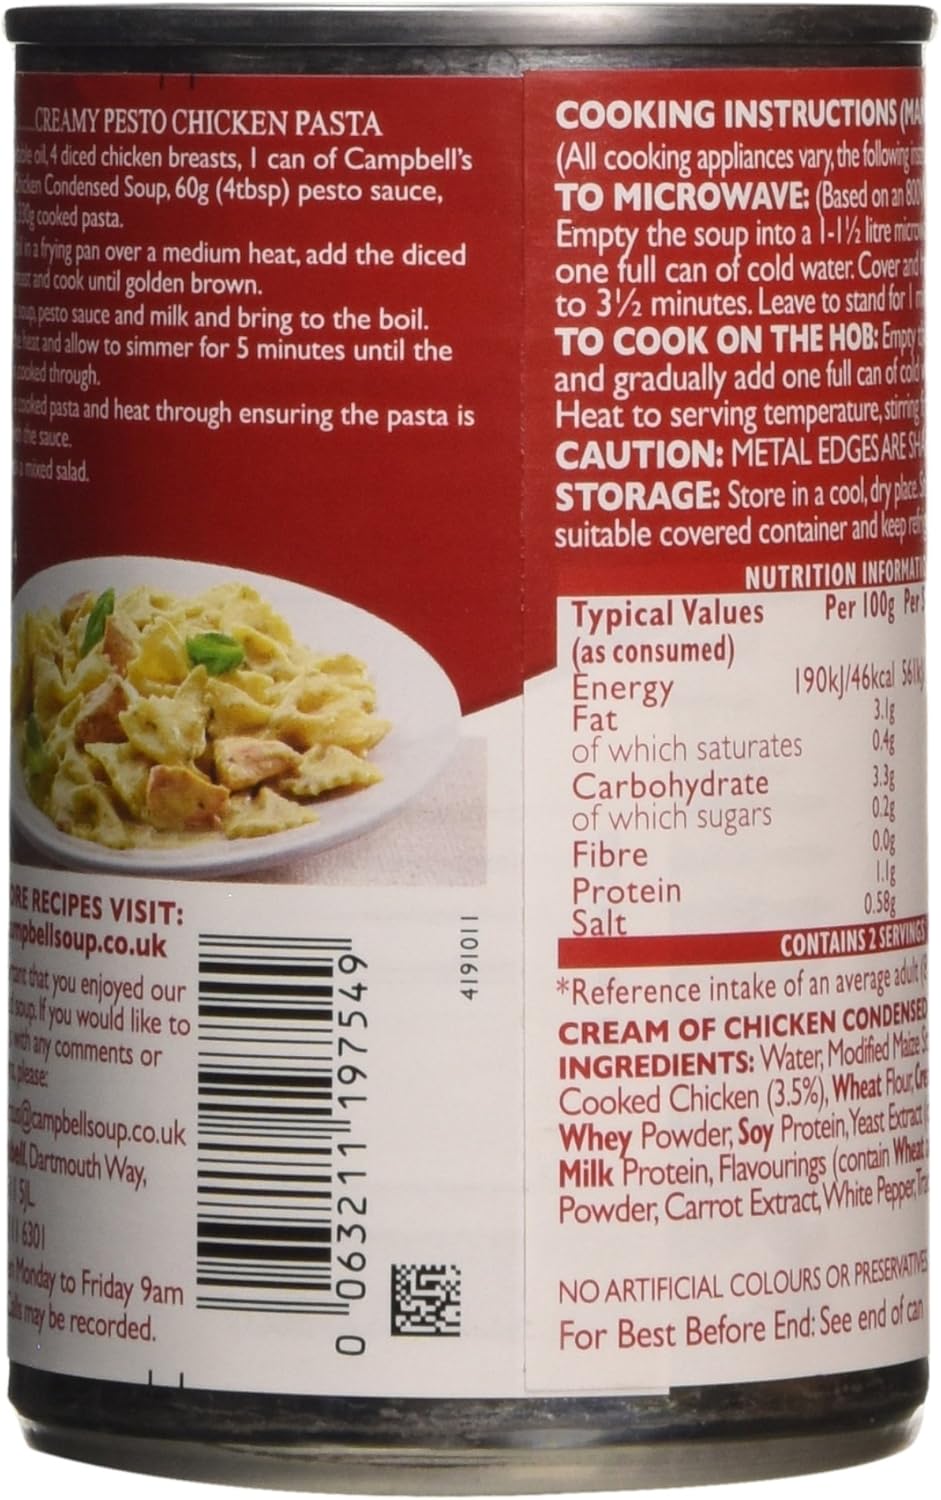 CREAMY PESTO CHICKEN PASTA
oil, 4 diced chicken breasts, 1 can of Campbell's
Chicken Condensed Soup, 60g (4tbsp) pesto sauce,
cooked pasta.
in a frying pan over a medium heat, add the diced
and cook until golden brown.
soup, pesto sauce and milk and bring to the boil.
heat and allow to simmer for 5 minutes until the
cooked through.
cooked pasta and heat through ensuring the pasta is
the sauce.
a mixed salad.
RECIPES VISIT:
campbellsoup.co.uk
that you enjoyed our
soup. If you would like to
with any comments or
please:
@campbellsoup.co.uk
Dartmouth Way,
5JL
6301
Monday to Friday 9am
Calls may be recorded.
4191011
0 063211 197549
COOKING INSTRUCTIONS
(All cooking appliances vary, the following
TO MICROWAVE: (Based on an 800
Empty the soup into a 1-1½ litre
one full can of cold water. Cover and
to 3½ minutes. Leave to stand for 1
TO COOK ON THE HOB: Empty
and gradually add one full can of cold
Heat to serving temperature, stirring
CAUTION: METAL EDGES ARE
STORAGE: Store in a cool, dry place.
suitable covered container and keep
NUTRITION INFORMATION
Typical Values Per 100g Per
(as consumed)
Energy 190kJ/46kcal 561kJ
Fat 3.1g
of which saturates 0.4g
Carbohydrate 3.3g
of which sugars 0.2g
Fibre 0.0g
Protein 1.1g
Salt 0.58g
CONTAINS 2 SERVINGS
*Reference intake of an average adult
CREAM OF CHICKEN CONDENSED
INGREDIENTS: Water, Modified Maize
Cooked Chicken (3.5%), Wheat Flour,
Whey Powder, Soy Protein, Yeast Extract
Milk Protein, Flavourings (contain Wheat
Powder, Carrot Extract, White Pepper,
NO ARTIFICIAL COLOURS OR PRESERVATIVES
For Best Before End: See end of can